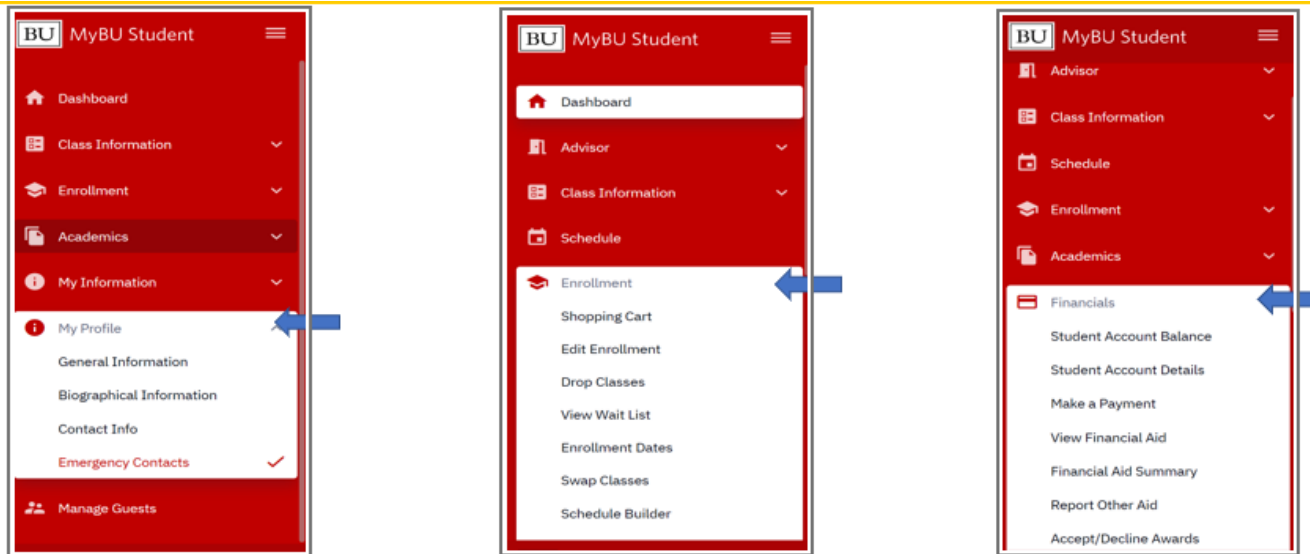 BU MyBU Student
Dashboard
Class Information
Enrollment
Academics
My Information
My Profile
General Information
Biographical Information
Contact Info
Emergency Contacts
Manage Guests
BU MyBU Student
Dashboard
Advisor
Class Information
Schedule
Enrollment
Shopping Cart
Edit Enrollment
Drop Classes
View Wait List
Enrollment Dates
Swap Classes
Schedule Builder
BU MyBU Student
Advisor
Class Information
Schedule
Enrollment
Academics
Financials
Student Account Balance
Student Account Details
Make a Payment
View Financial Aid
Financial Aid Summary
Report Other Aid
Accept/Decline Awards